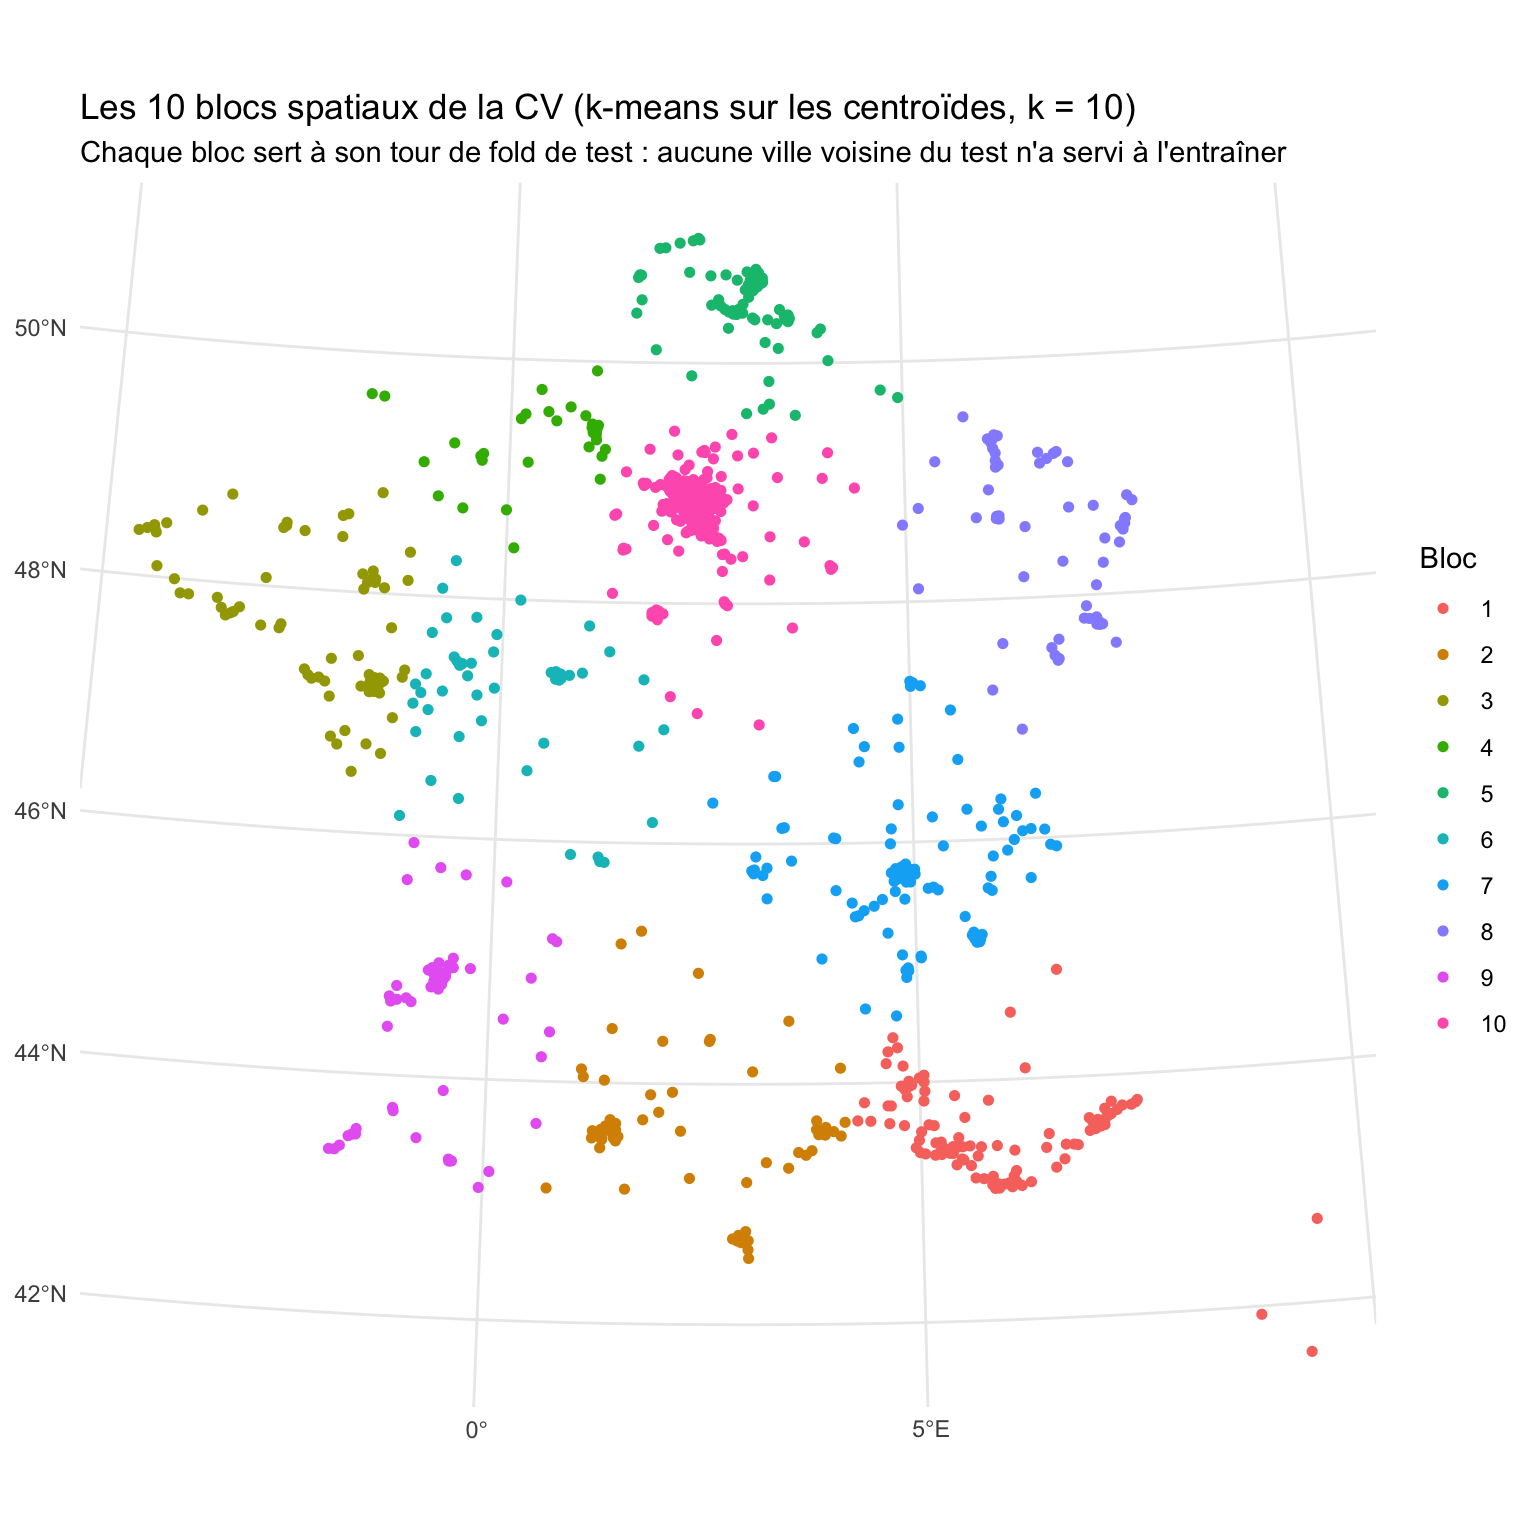 Les 10 blocs spatiaux de la CV (k-means sur les centroïdes, k = 10)
Chaque bloc sert à son tour de fold de test : aucune ville voisine du test n'a servi à l'entraîner
50°N
48°N
46°N
44°N
42°N
0°
5°E
Bloc
1
2
3
4
5
6
7
8
9
10